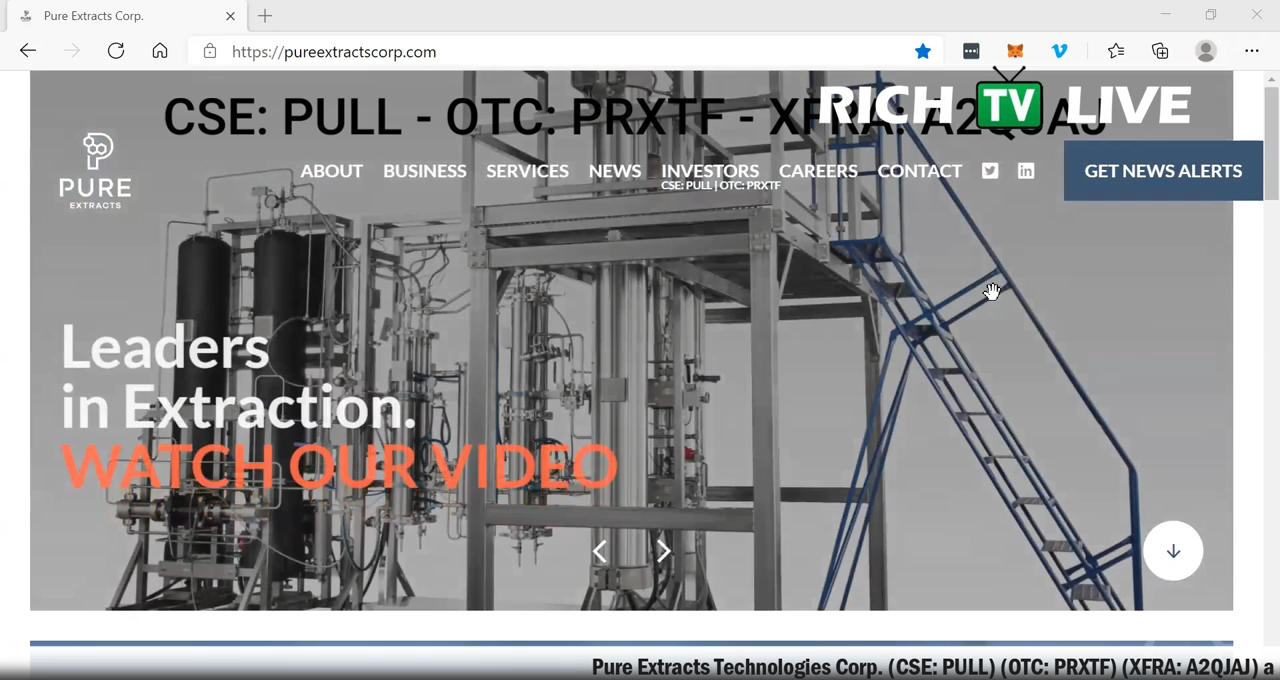 Pure Extracts Corp.
https://pureextractscorp.com
CSE: PULL - OTC: PRXTF - XFRA: A2QJAJ
RICH TV LIVE
PURE
EXTRACTS
ABOUT BUSINESS SERVICES NEWS INVESTORS CAREERS CONTACT
CSE: PULL | OTC: PRXTF
GET NEWS ALERTS
Leaders
in Extraction.
WATCH OUR VIDEO
Pure Extracts Technologies Corp. (CSE: PULL) (OTC: PRXTF) (XFRA: A2QJAJ) a